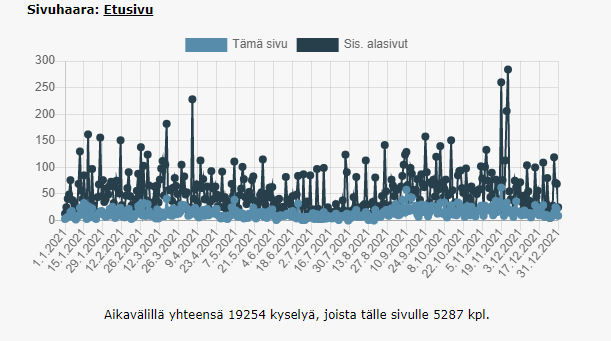 Sivuhaara: Etusivu
Tämä sivu Sis. alasivut
300
250
200
150
100
50
0
1.1.2021 15.1.2021 29.1.2021 12.2.2021 26.2.2021 12.3.2021 26.3.2021 9.4.2021 23.4.2021 7.5.2021 21.5.2021 4.6.2021 18.6.2021 2.7.2021 16.7.2021 30.7.2021 13.8.2021 27.8.2021 10.9.2021 24.9.2021 8.10.2021 22.10.2021 5.11.2021 19.11.2021 3.12.2021 17.12.2021 31.12.2021
Aikavälillä yhteensä 19254 kyselyä, joista tälle sivulle 5287 kpl.